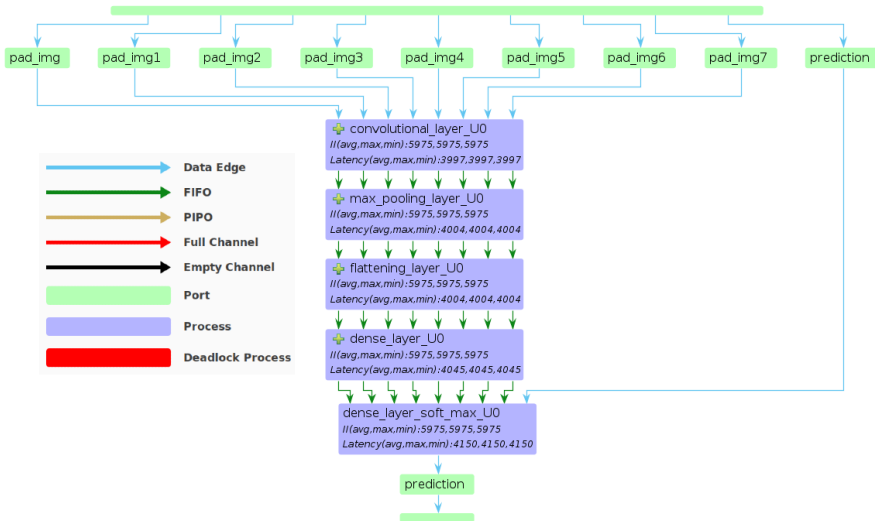 pad_img
pad_img1
pad_img2
pad_img3
pad_img4
pad_img5
pad_img6
pad_img7
prediction
convolutional_layer_U0
II(avg,max,min):5975,5975,5975
Latency(avg,max,min):3997,3997,3997
max_pooling_layer_U0
II(avg,max,min):5975,5975,5975
Latency(avg,max,min):4004,4004,4004
flattening_layer_U0
II(avg,max,min):5975,5975,5975
Latency(avg,max,min):4004,4004,4004
dense_layer_U0
II(avg,max,min):5975,5975,5975
Latency(avg,max,min):4045,4045,4045
dense_layer_soft_max_U0
II(avg,max,min):5975,5975,5975
Latency(avg,max,min):4150,4150,4150
prediction
Data Edge
FIFO
PIPO
Full Channel
Empty Channel
Port
Process
Deadlock Process